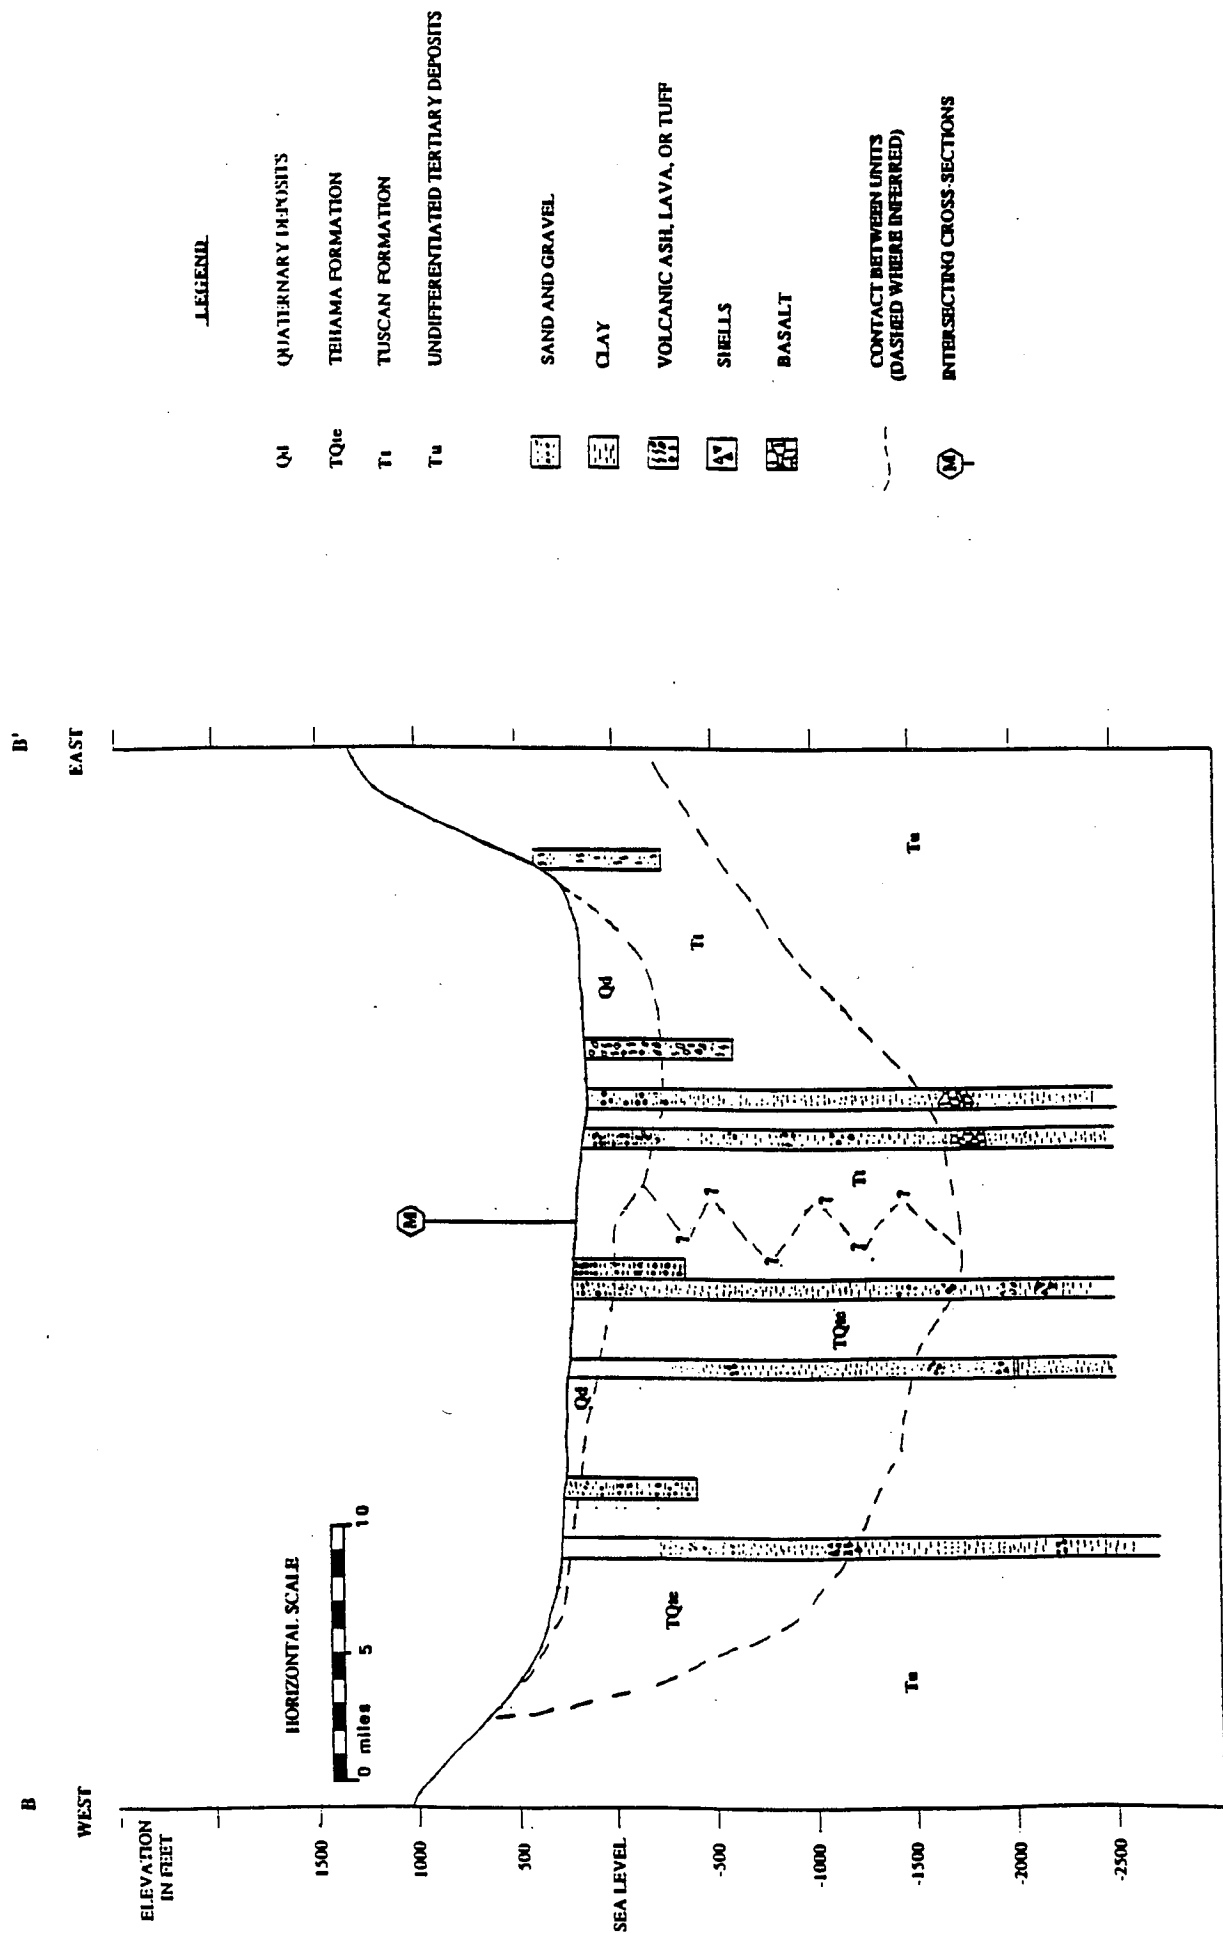 B
B'
WEST
EAST
ELEVATION
IN FEET
1500
1000
500
SEA LEVEL
-500
-1000
-1500
-2000
-2500
HORIZONTAL SCALE
0 miles
5
10
M
Qd
Qd
TQte
TQte
Tt
Tt
Tu
Tu
?
?
?
?
?
?
LEGEND
Qd QUATERNARY DEPOSITS
TQte TEHAMA FORMATION
Tt TUSCAN FORMATION
Tu UNDIFFERENTIATED TERTIARY DEPOSITS
SAND AND GRAVEL
CLAY
VOLCANIC ASH, LAVA, OR TUFF
SHELLS
BASALT
CONTACT BETWEEN UNITS
(DASHED WHERE INFERRED)
M INTERSECTING CROSS-SECTIONS